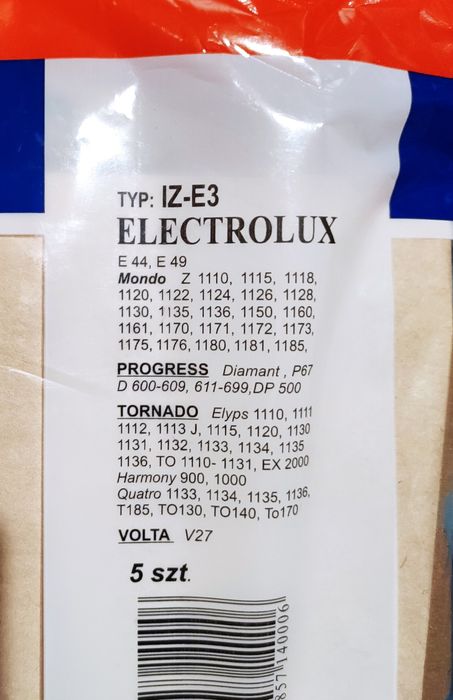 TYP: IZ-E3
ELECTROLUX
E 44, E 49
Mondo Z 1110, 1115, 1118,
1120, 1122, 1124, 1126, 1128,
1130, 1135, 1136, 1150, 1160,
1161, 1170, 1171, 1172, 1173,
1175, 1176, 1180, 1181, 1185,
PROGRESS Diamant , P67
D 600-609, 611-699,DP 500
TORNADO Elyps 1110, 1111
1112, 1113 J, 1115, 1120, 1130
1131, 1132, 1133, 1134, 1135
1136, TO 1110- 1131, EX 2000
Harmony 900, 1000
Quatro 1133, 1134, 1135, 1136,
T185, TO130, TO140, To170
VOLTA V27
5 szt.
857140006